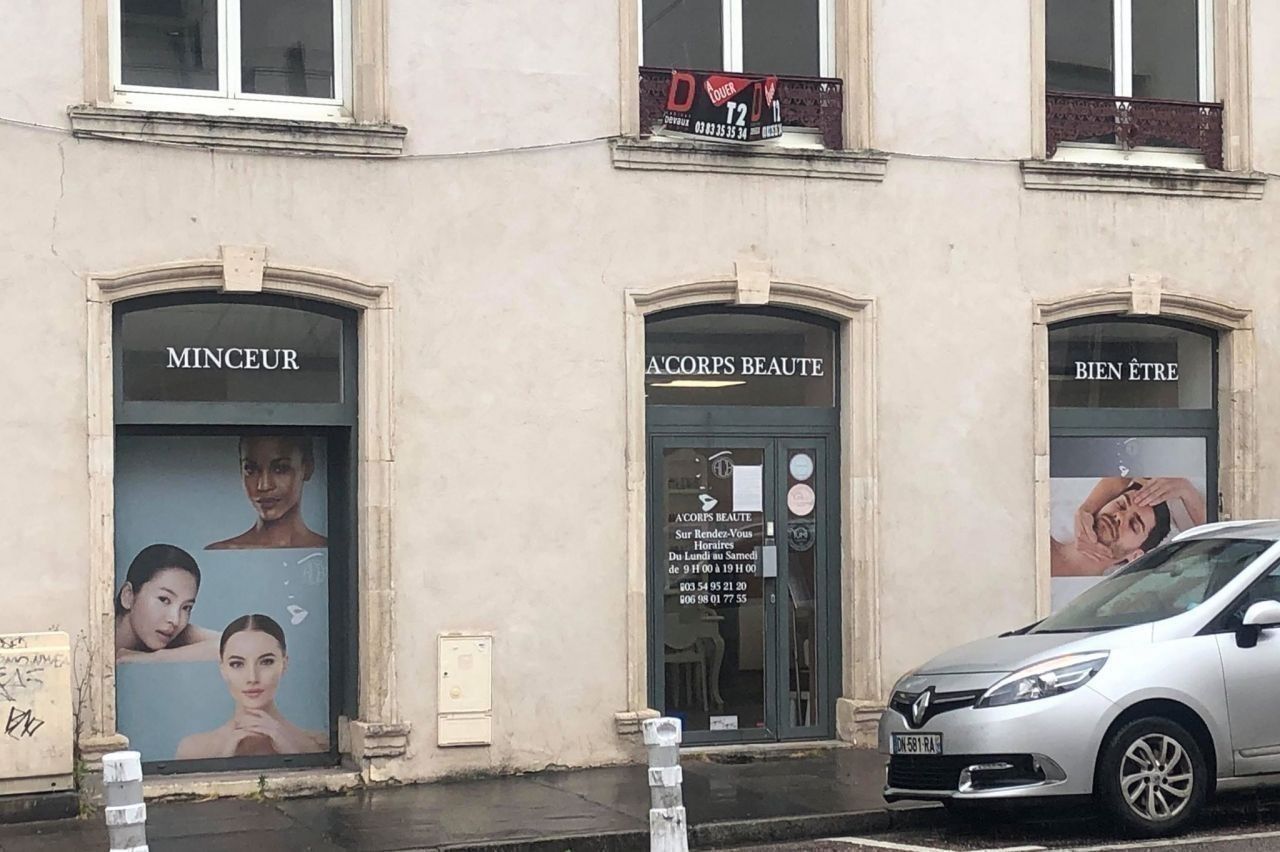 D
A
LOUER
T2
Devaux
03 83 35 35 34
D
MINCEUR
A'CORPS BEAUTE
BIEN ÊTRE
A'CORPS BEAUTE
Sur Rendez-Vous
Horaires
Du Lundi au Samedi
de 9 H 00 à 19 H 00
03 54 95 21 20
06 98 01 77 55
DN-581-RA